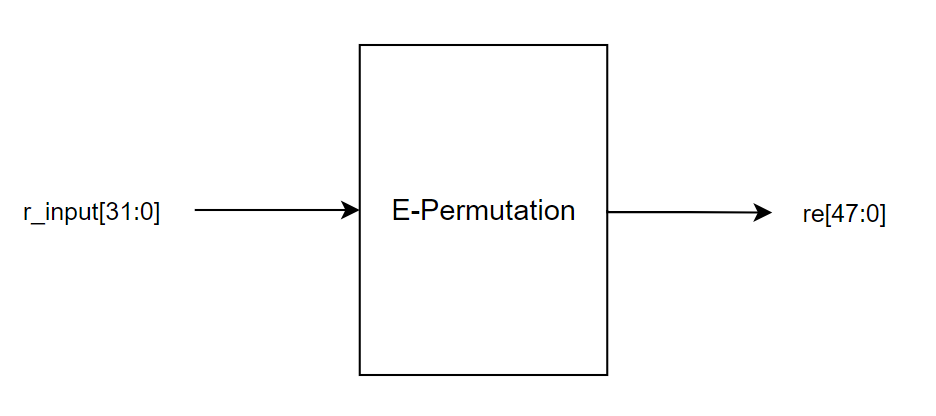 r_input[31:0]
E-Permutation
re[47:0]